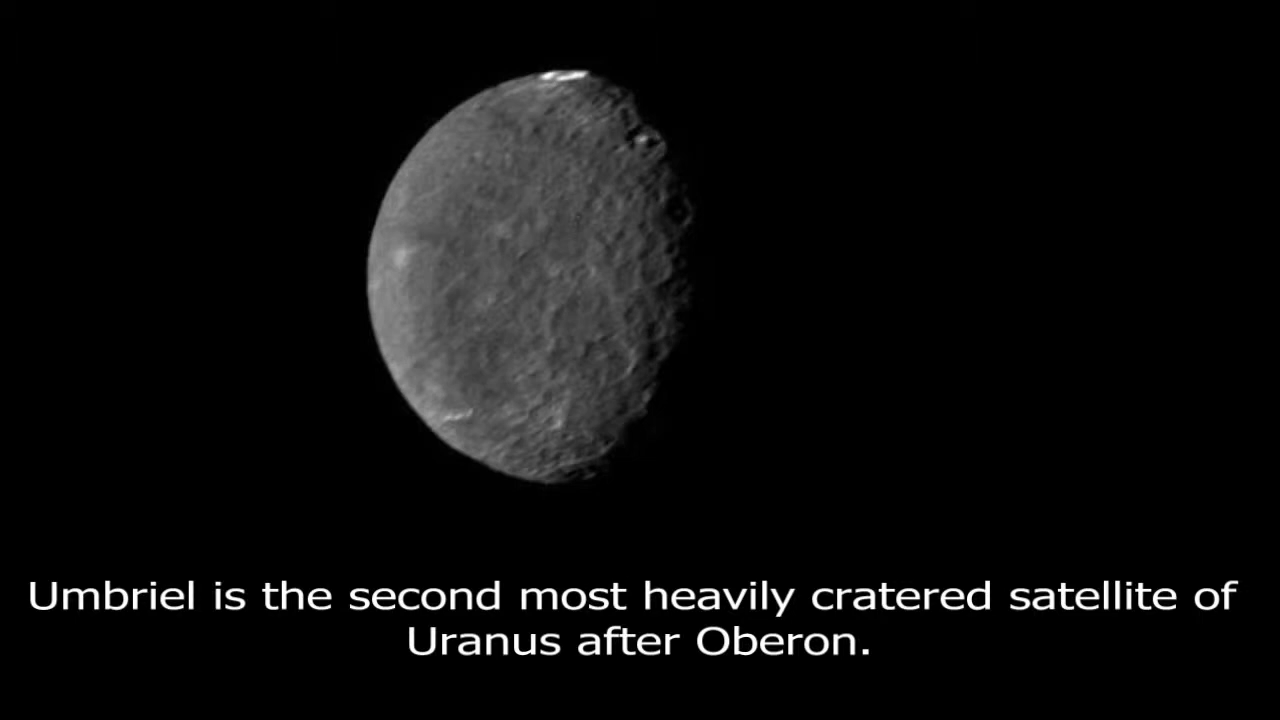 Umbriel is the second most heavily cratered satellite of
Uranus after Oberon.